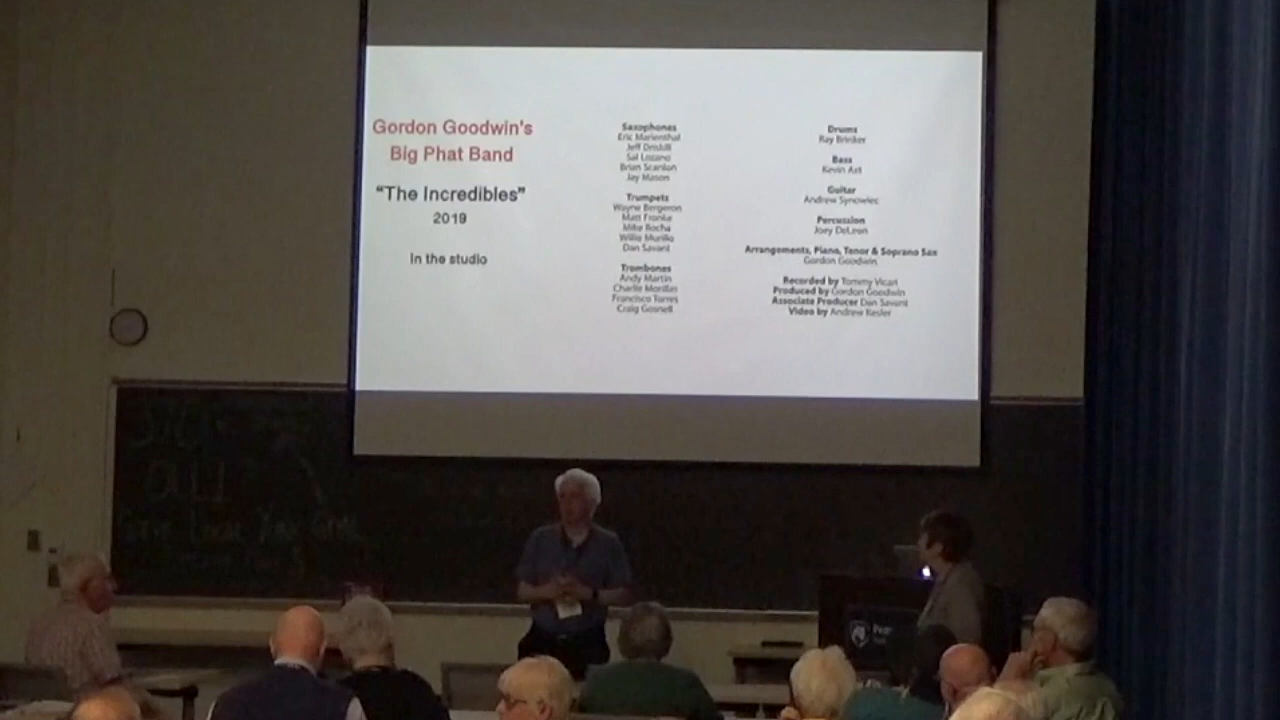 Gordon Goodwin's
Big Phat Band
"The Incredibles"
2019
In the studio
Saxophones
Eric Marienthal
Jeff Driskill
Sal Lozano
Brian Scanlon
Jay Mason
Trumpets
Wayne Bergeron
Matt Fronke
Mike Rocha
Willie Murillo
Dan Savant
Trombones
Andy Martin
Charlie Morillas
Francisco Torres
Craig Gosnell
Drums
Ray Brinker
Bass
Kevin Axt
Guitar
Andrew Synowiec
Percussion
Joey DeLeon
Arrangements, Piano, Tenor & Soprano Sax
Gordon Goodwin
Recorded by Tommy Vicari
Produced by Gordon Goodwin
Associate Producer Dan Savant
Video by Andrew Kesler